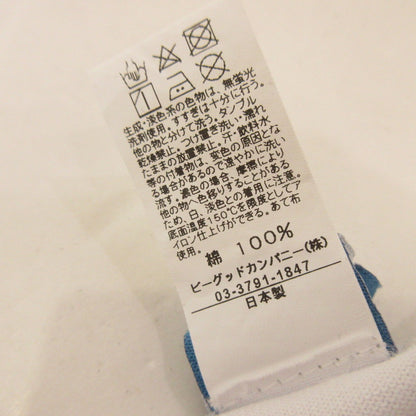 生成・淡色系の色物は、無蛍光
洗剤使用。すすぎは十分に行う。
他の物と分けて洗う。タンブル
乾燥禁止。つけ置き洗い・濡れ
たままの放置禁止。汗・飲料水
等の付着物は、変色の原因とな
る場合があるので速やかに洗い
流す。着色の場合、摩擦により
他の物へ色移りすることがある
ため、白、淡色との着用に注意。
底面温度150℃を限度としてア
イロン仕上げができる。あて布
使用。
綿 100%
ビーグッドカンパニー(株)
03-3791-1847
日本製